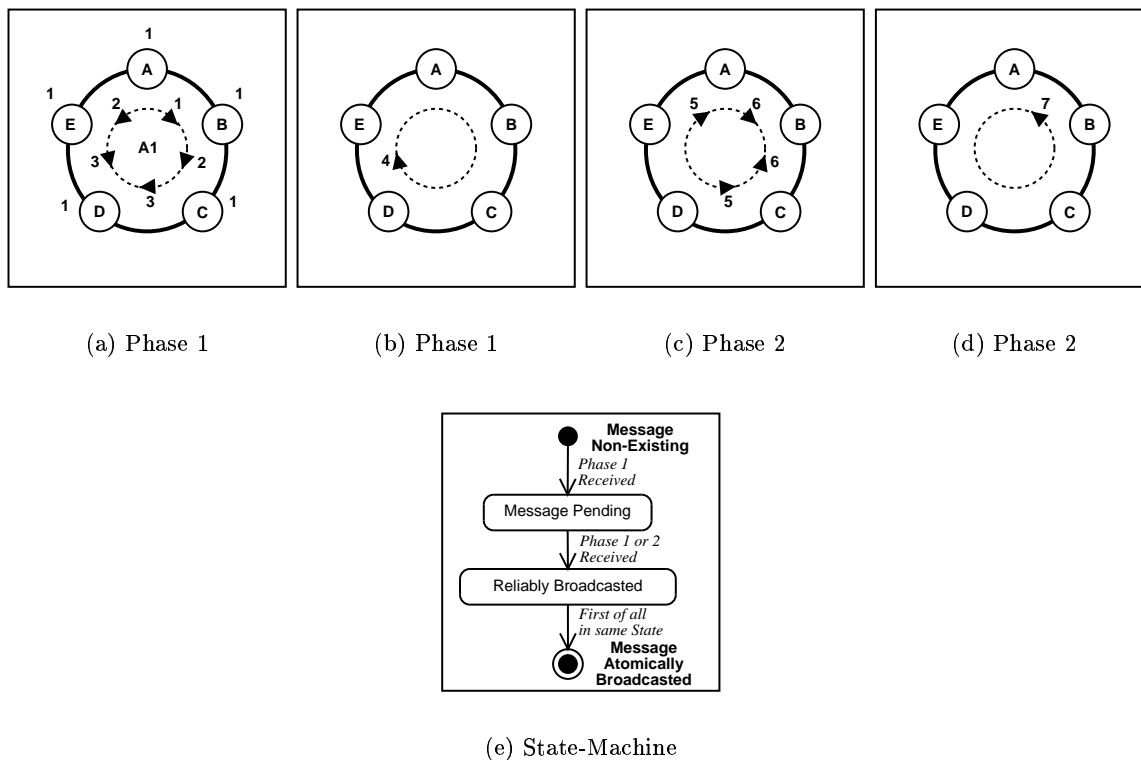 1
A
1
1
2
1
E
B
A1
3
2
3
1
D
C
1
A
E
B
4
D
C
A
5
6
E
B
6
D
5
C
A
7
E
B
D
C
(a) Phase 1
(b) Phase 1
(c) Phase 2
(d) Phase 2
Message
Non-Existing
Phase 1
Received
Message Pending
Phase 1 or 2
Received
Reliably Broadcasted
First of all
in same State
Message
Atomically
Broadcasted
(e) State-Machine